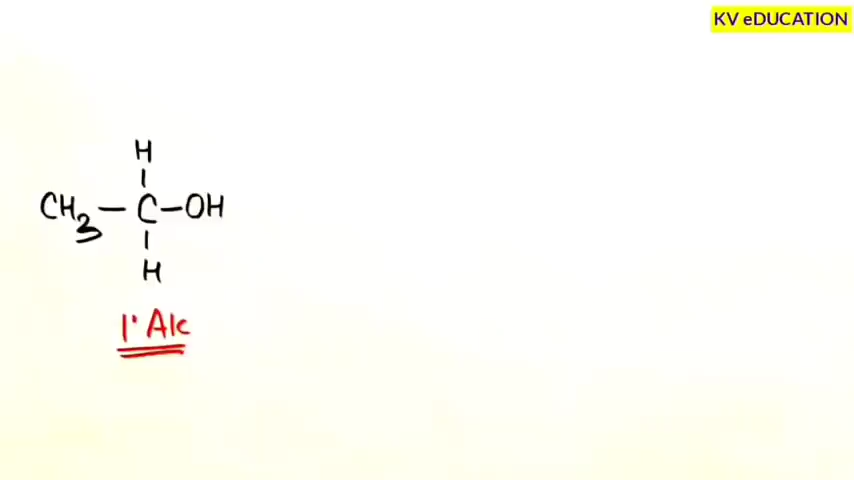 KV eDUCATION
H
CH3 — C — OH
H
1° Alc